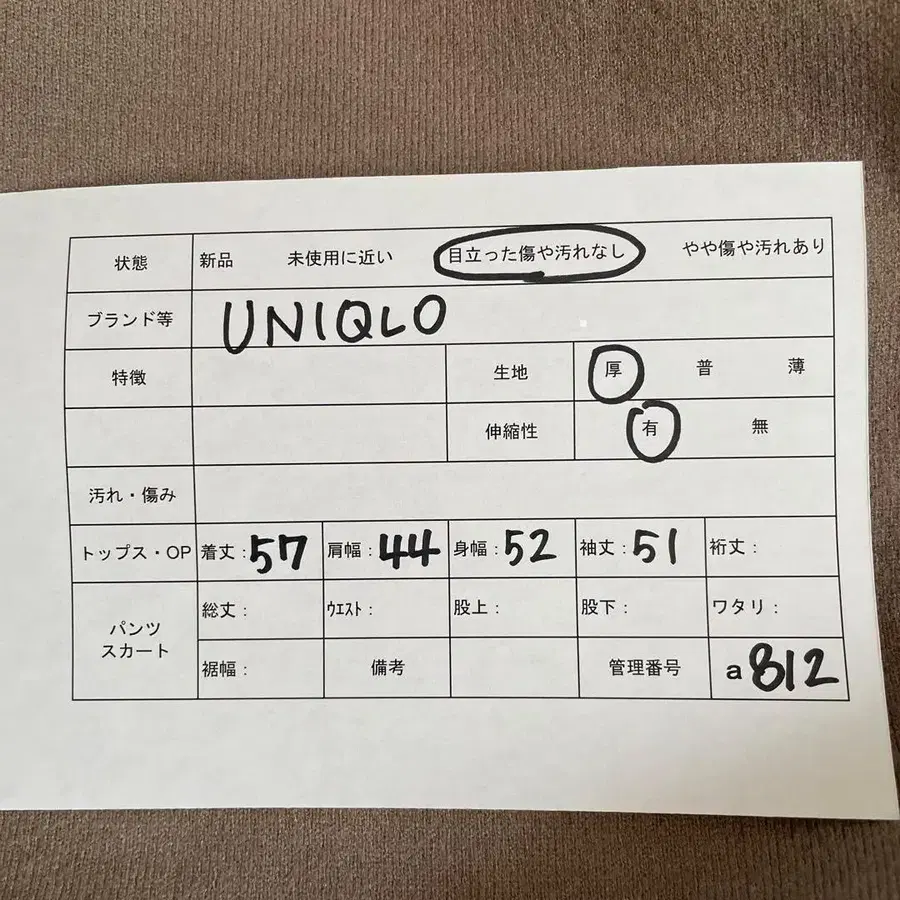 状態 新品 未使用に近い 目立った傷や汚れなし やや傷や汚れあり
ブランド等 UNIQLO
特徴 生地 厚 普 薄
伸縮性 有 無
汚れ・傷み
トップス・OP 着丈:57 肩幅:44 身幅:52 袖丈:51 裄丈:
パンツ
スカート
総丈: ウエスト: 股上: 股下: ワタリ:
裾幅: 備考 管理番号 a812